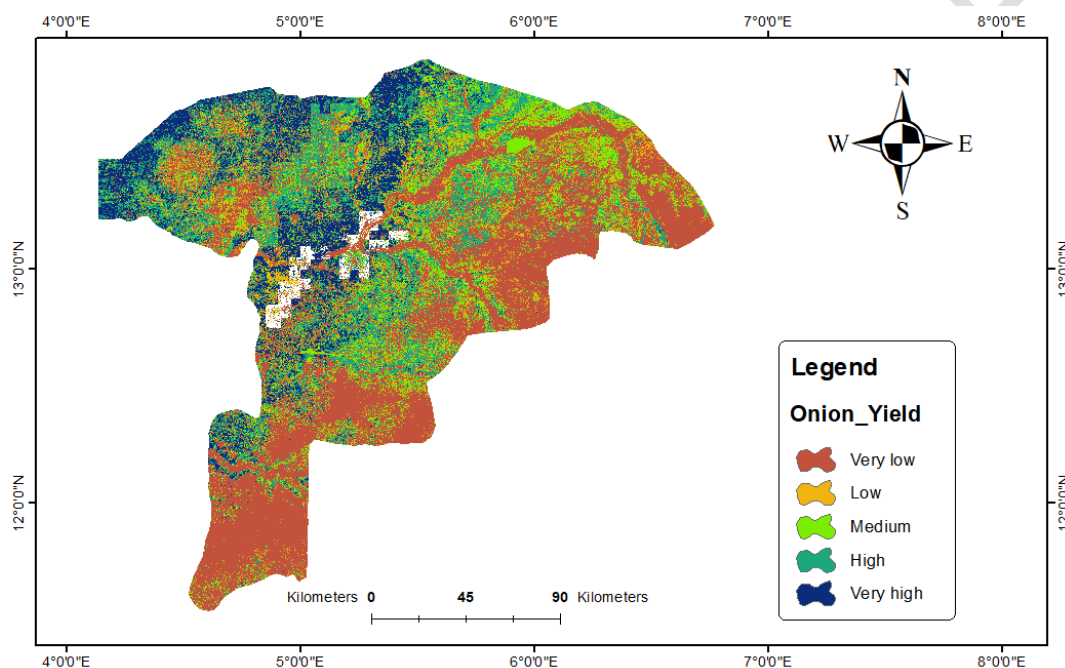 4°0'0"E 5°0'0"E 6°0'0"E 7°0'0"E 8°0'0"E
N
W E
S
13°0'0"N 13°0'0"N
Legend
Onion_Yield
Very low
Low
Medium
High
Very high
12°0'0"N 12°0'0"N
Kilometers 0 45 90 Kilometers
4°0'0"E 5°0'0"E 6°0'0"E 7°0'0"E 8°0'0"E